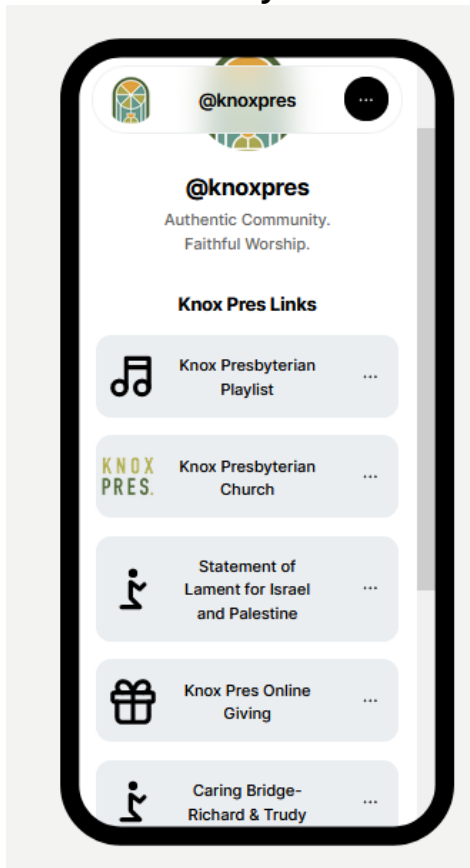 @knoxpres
...
@knoxpres
Authentic Community.
Faithful Worship.
Knox Pres Links
Knox Presbyterian
Playlist
...
KNOX
PRES.
Knox Presbyterian
Church
...
Statement of
Lament for Israel
and Palestine
...
Knox Pres Online
Giving
...
Caring Bridge-
Richard & Trudy
...